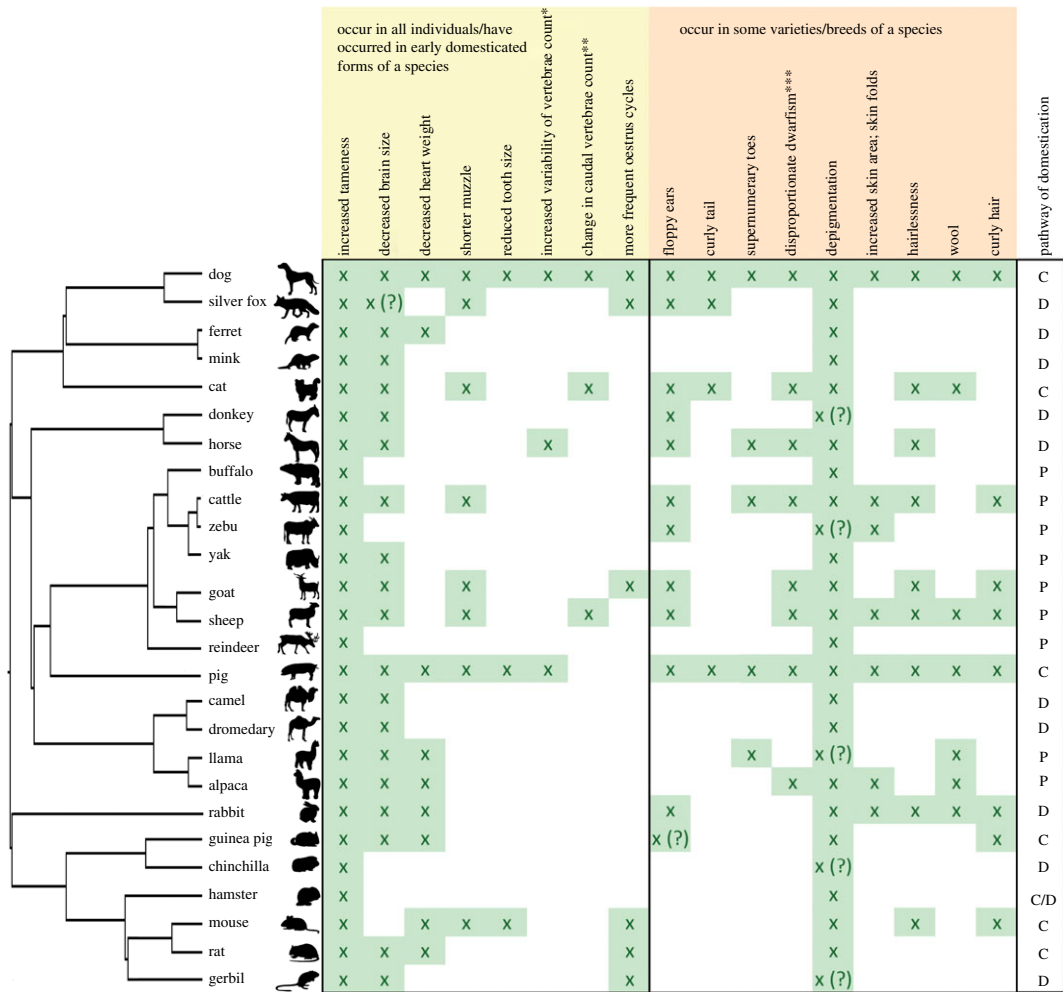 occur in all individuals/have
occurred in early domesticated
forms of a species
occur in some varieties/breeds of a species
increased tameness
decreased brain size
decreased heart weight
shorter muzzle
reduced tooth size
increased variability of vertebrae count*
change in caudal vertebrae count**
more frequent oestrus cycles
floppy ears
curly tail
supernumerary toes
disproportionate dwarfism***
depigmentation
increased skin area; skin folds
hairlessness
wool
curly hair
pathway of domestication
dog x x x x x x x x x x x x x x x x x C
silver fox x x (?) x x x x x D
ferret x x x x D
mink x x x D
cat x x x x x x x x x x C
donkey x x x x (?) D
horse x x x x x x x x D
buffalo x x P
cattle x x x x x x x x x x P
zebu x x x (?) x P
yak x x x P
goat x x x x x x x x x P
sheep x x x x x x x x x x x P
reindeer x x P
pig x x x x x x x x x x x x x x x C
camel x x x D
dromedary x x x D
llama x x x x x (?) x P
alpaca x x x x x x x P
rabbit x x x x x x x x x D
guinea pig x x x x (?) x x C
chinchilla x x (?) D
hamster x x C/D
mouse x x x x x x x x C
rat x x x x x C
gerbil x x x x (?) D